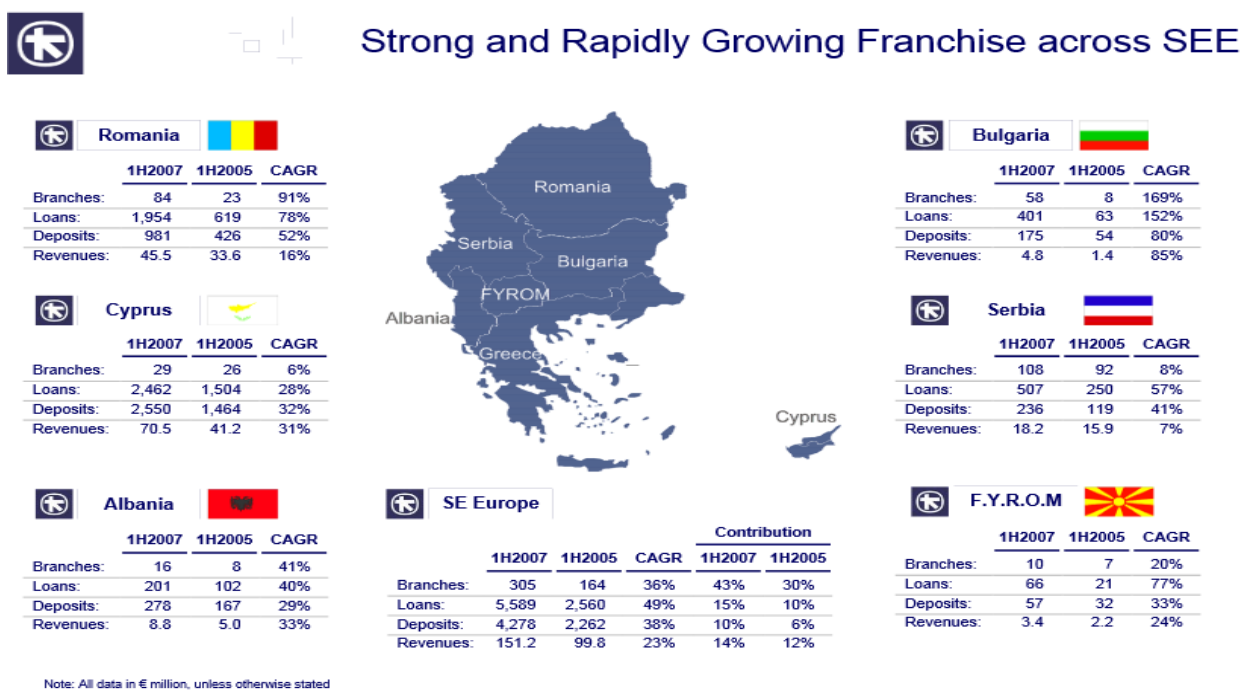 Strong and Rapidly Growing Franchise across SEE
Romania
1H2007 1H2005 CAGR
Branches: 84 23 91%
Loans: 1,954 619 78%
Deposits: 981 426 52%
Revenues: 45.5 33.6 16%
Cyprus
1H2007 1H2005 CAGR
Branches: 29 26 6%
Loans: 2,462 1,504 28%
Deposits: 2,550 1,464 32%
Revenues: 70.5 41.2 31%
Albania
1H2007 1H2005 CAGR
Branches: 16 8 41%
Loans: 201 102 40%
Deposits: 278 167 29%
Revenues: 8.8 5.0 33%
Romania
Serbia
Bulgaria
FYROM
Albania
Greece
Cyprus
SE Europe
Contribution
1H2007 1H2005 CAGR 1H2007 1H2005
Branches: 305 164 36% 43% 30%
Loans: 5,589 2,560 49% 15% 10%
Deposits: 4,278 2,262 38% 10% 6%
Revenues: 151.2 99.8 23% 14% 12%
Bulgaria
1H2007 1H2005 CAGR
Branches: 58 8 169%
Loans: 401 63 152%
Deposits: 175 54 80%
Revenues: 4.8 1.4 85%
Serbia
1H2007 1H2005 CAGR
Branches: 108 92 8%
Loans: 507 250 57%
Deposits: 236 119 41%
Revenues: 18.2 15.9 7%
F.Y.R.O.M
1H2007 1H2005 CAGR
Branches: 10 7 20%
Loans: 66 21 77%
Deposits: 57 32 33%
Revenues: 3.4 2.2 24%
Note: All data in € million, unless otherwise stated